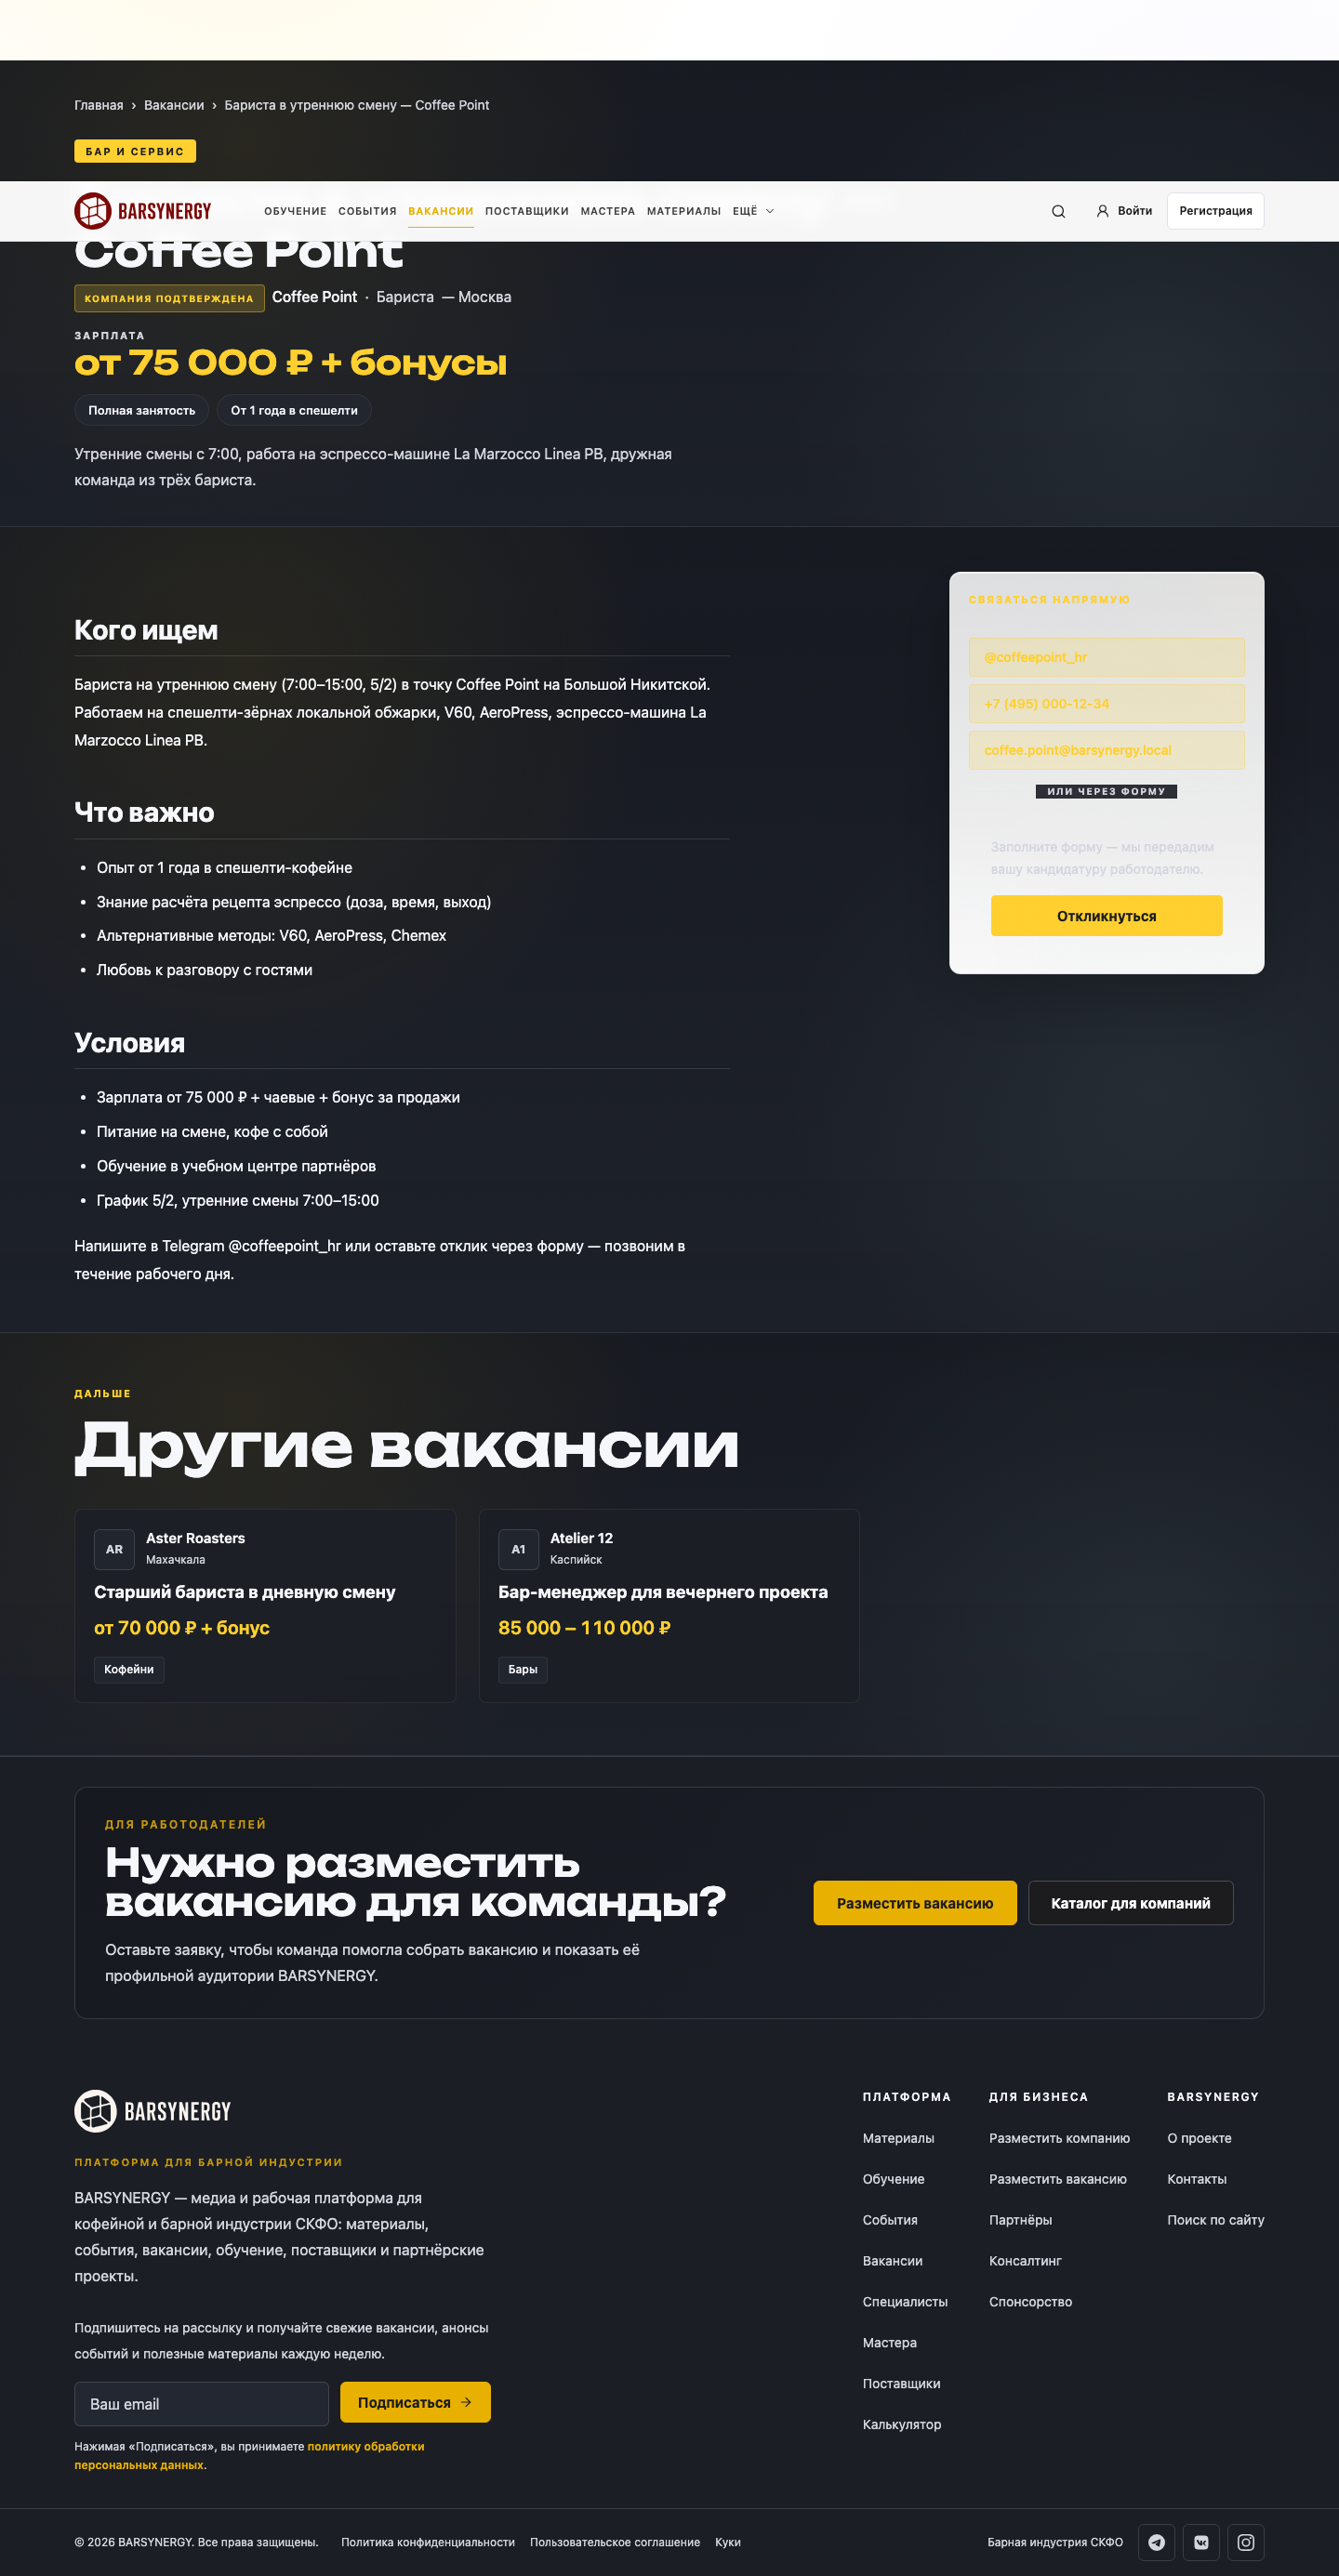 Главная › Вакансии › Бариста в утреннюю смену — Coffee Point
БАР И СЕРВИС
BARSYNERGY
ОБУЧЕНИЕ СОБЫТИЯ ВАКАНСИИ ПОСТАВЩИКИ МАСТЕРА МАТЕРИАЛЫ ЕЩЁ
Войти
Регистрация
Coffee Point
КОМПАНИЯ ПОДТВЕРЖДЕНА Coffee Point · Бариста — Москва
ЗАРПЛАТА
от 75 000 ₽ + бонусы
Полная занятость
От 1 года в спешелти
Утренние смены с 7:00, работа на эспрессо-машине La Marzocco Linea PB, дружная
команда из трёх бариста.
Кого ищем
Бариста на утреннюю смену (7:00–15:00, 5/2) в точку Coffee Point на Большой Никитской.
Работаем на спешелти-зёрнах локальной обжарки, V60, AeroPress, эспрессо-машина La
Marzocco Linea PB.
Что важно
• Опыт от 1 года в спешелти-кофейне
• Знание расчёта рецепта эспрессо (доза, время, выход)
• Альтернативные методы: V60, AeroPress, Chemex
• Любовь к разговору с гостями
Условия
• Зарплата от 75 000 ₽ + чаевые + бонус за продажи
• Питание на смене, кофе с собой
• Обучение в учебном центре партнёров
• График 5/2, утренние смены 7:00–15:00
Напишите в Telegram @coffeepoint_hr или оставьте отклик через форму — позвоним в
течение рабочего дня.
СВЯЗАТЬСЯ НАПРЯМУЮ
@coffeepoint_hr
+7 (495) 000-12-34
coffee.point@barsynergy.local
ИЛИ ЧЕРЕЗ ФОРМУ
Заполните форму — мы передадим
вашу кандидатуру работодателю.
Откликнуться
ДАЛЬШЕ
Другие вакансии
AR
Aster Roasters
Махачкала
Старший бариста в дневную смену
от 70 000 ₽ + бонус
Кофейни
A1
Atelier 12
Каспийск
Бар-менеджер для вечернего проекта
85 000 – 110 000 ₽
Бары
ДЛЯ РАБОТОДАТЕЛЕЙ
Нужно разместить
вакансию для команды?
Оставьте заявку, чтобы команда помогла собрать вакансию и показать её
профильной аудитории BARSYNERGY.
Разместить вакансию
Каталог для компаний
BARSYNERGY
ПЛАТФОРМА ДЛЯ БАРНОЙ ИНДУСТРИИ
BARSYNERGY — медиа и рабочая платформа для
кофейной и барной индустрии СКФО: материалы,
события, вакансии, обучение, поставщики и партнёрские
проекты.
Подпишитесь на рассылку и получайте свежие вакансии, анонсы
событий и полезные материалы каждую неделю.
Ваш email
Подписаться
Нажимая «Подписаться», вы принимаете политику обработки
персональных данных.
ПЛАТФОРМА
Материалы
Обучение
События
Вакансии
Специалисты
Мастера
Поставщики
Калькулятор
ДЛЯ БИЗНЕСА
Разместить компанию
Разместить вакансию
Партнёры
Консалтинг
Спонсорство
BARSYNERGY
О проекте
Контакты
Поиск по сайту
© 2026 BARSYNERGY. Все права защищены.
Политика конфиденциальности
Пользовательское соглашение
Куки
Барная индустрия СКФО